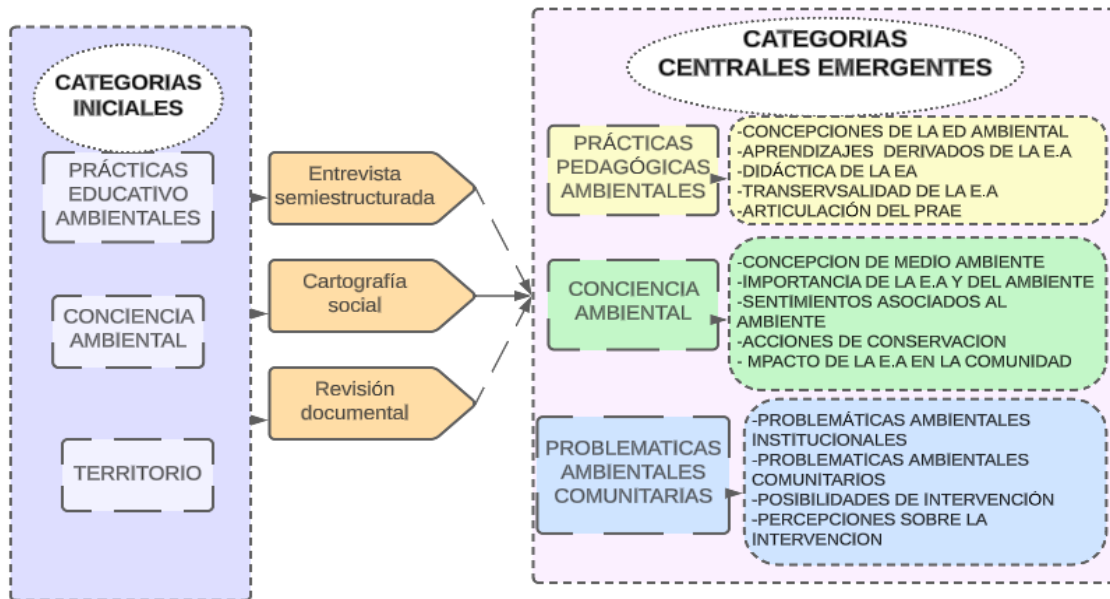 CATEGORIAS
INICIALES
PRÁCTICAS
EDUCATIVO
AMBIENTALES
CONCIENCIA
AMBIENTAL
TERRITORIO
Entrevista
semiestructurada
Cartografía
social
Revisión
documental
CATEGORIAS
CENTRALES EMERGENTES
PRÁCTICAS
PEDAGÓGICAS
AMBIENTALES
-CONCEPCIONES DE LA ED AMBIENTAL
-APRENDIZAJES DERIVADOS DE LA E.A
-DIDÁCTICA DE LA EA
-TRANSERVSALIDAD DE LA E.A
-ARTICULACIÓN DEL PRAE
CONCIENCIA
AMBIENTAL
-CONCEPCION DE MEDIO AMBIENTE
-IMPORTANCIA DE LA E.A Y DEL AMBIENTE
-SENTIMIENTOS ASOCIADOS AL
AMBIENTE
-ACCIONES DE CONSERVACION
- MPACTO DE LA E.A EN LA COMUNIDAD
PROBLEMATICAS
AMBIENTALES
COMUNITARIAS
-PROBLEMÁTICAS AMBIENTALES
INSTITUCIONALES
-PROBLEMATICAS AMBIENTALES
COMUNITARIOS
-POSIBILIDADES DE INTERVENCIÓN
-PERCEPCIONES SOBRE LA
INTERVENCION